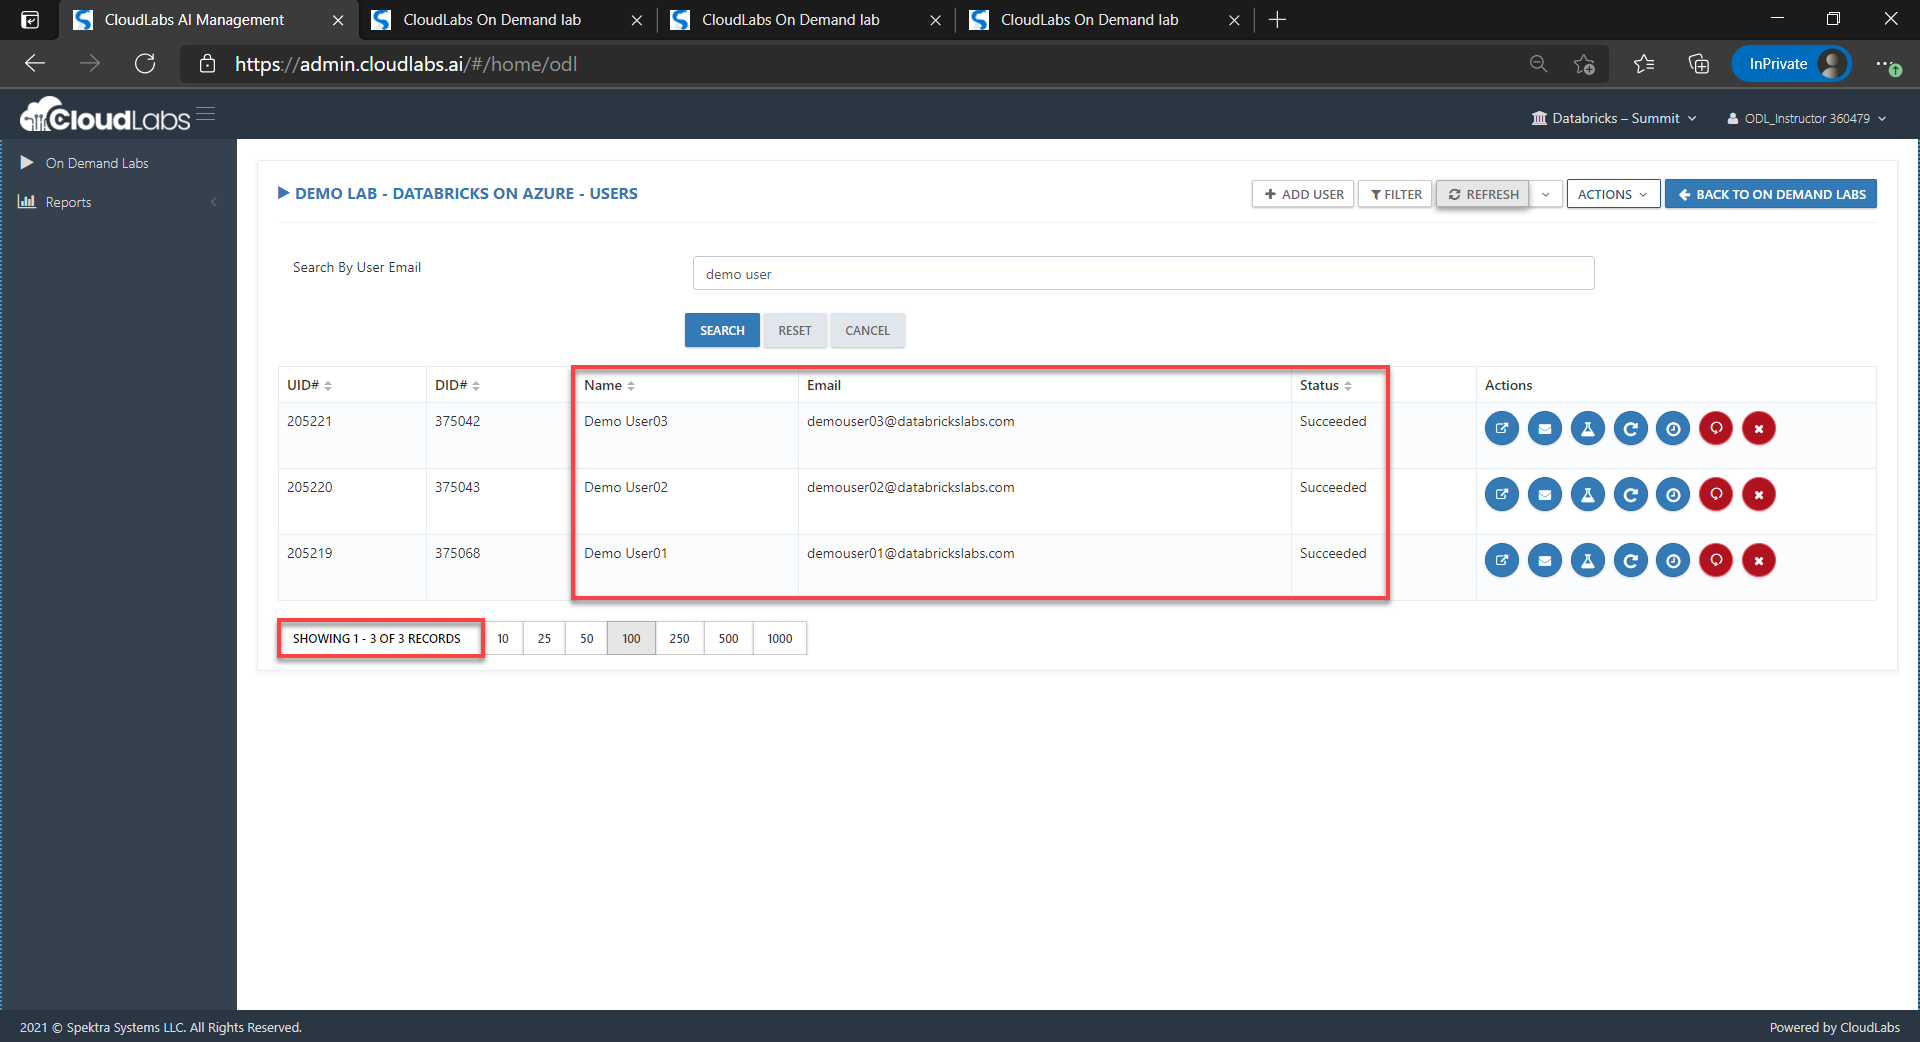 CloudLabs AI Management
CloudLabs On Demand lab
CloudLabs On Demand lab
CloudLabs On Demand lab
https://admin.cloudlabs.ai/#/home/odl
InPrivate
CloudLabs
Databricks – Summit
ODL_Instructor 360479
On Demand Labs
Reports
DEMO LAB - DATABRICKS ON AZURE - USERS
ADD USER
FILTER
REFRESH
ACTIONS
BACK TO ON DEMAND LABS
Search By User Email
demo user
SEARCH
RESET
CANCEL
UID# DID# Name Email Status Actions
205221 375042 Demo User03 demouser03@databrickslabs.com Succeeded
205220 375043 Demo User02 demouser02@databrickslabs.com Succeeded
205219 375068 Demo User01 demouser01@databrickslabs.com Succeeded
SHOWING 1 - 3 OF 3 RECORDS 10 25 50 100 250 500 1000
2021 © Spektra Systems LLC. All Rights Reserved.
Powered by CloudLabs